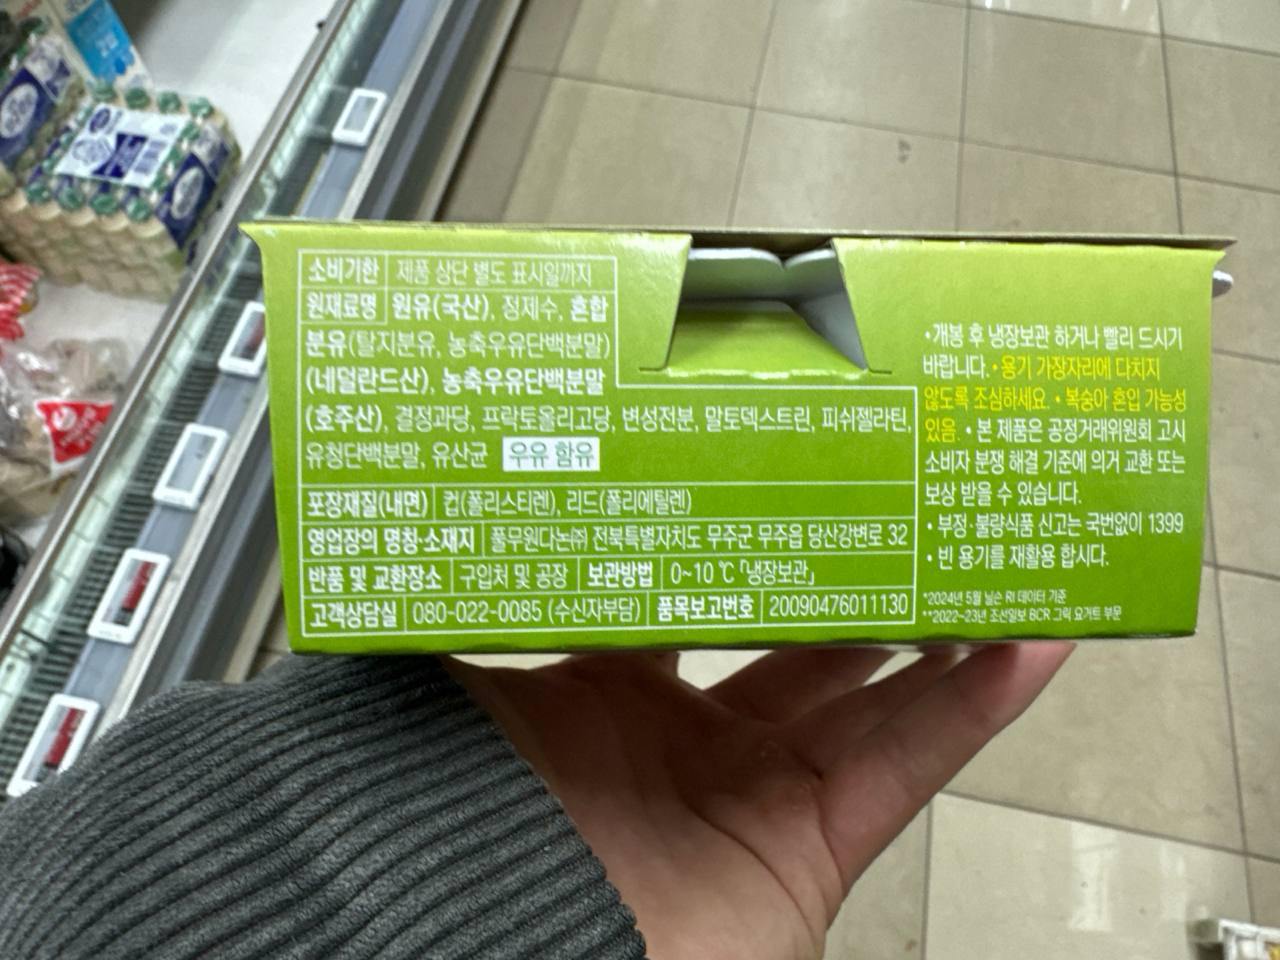 소비기한 제품 상단 별도 표시일까지
원재료명 원유(국산), 정제수, 혼합
분유(탈지분유, 농축우유단백분말)
(네덜란드산), 농축우유단백분말
(호주산), 결정과당, 프락토올리고당, 변성전분, 말토덱스트린, 피쉬젤라틴,
유청단백분말, 유산균 우유 함유
포장재질(내면) 컵(폴리스티렌), 리드(폴리에틸렌)
영업장의 명칭·소재지 풀무원다논㈜ 전북특별자치도 무주군 무주읍 당산강변로 32
반품 및 교환장소 구입처 및 공장 보관방법 0~10 ℃ 「냉장보관」
고객상담실 080-022-0085 (수신자부담) 품목보고번호 20090476011130
•개봉 후 냉장보관 하거나 빨리 드시기
바랍니다. • 용기 가장자리에 다치지
않도록 조심하세요. • 복숭아 혼입 가능성
있음. • 본 제품은 공정거래위원회 고시
소비자 분쟁 해결 기준에 의거 교환 또는
보상 받을 수 있습니다.
• 부정·불량식품 신고는 국번없이 1399
• 빈 용기를 재활용 합시다.
*2024년 5월 닐슨 RI 데이터 기준
**2022~23년 조선일보 BCR 그릭 요거트 부문